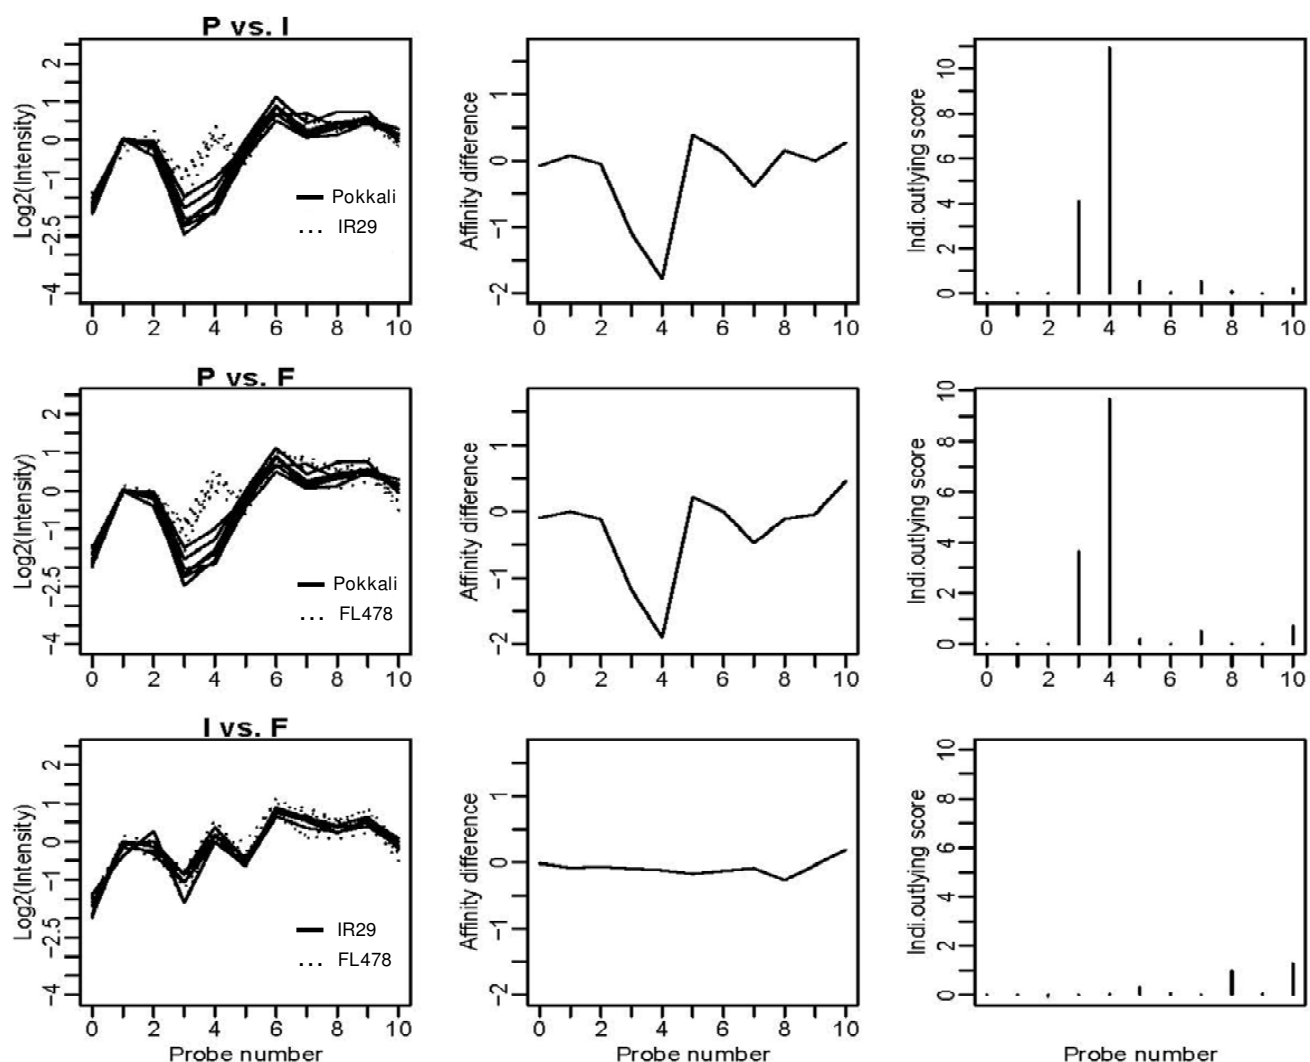 P vs. I
Log2(Intensity)
2
1
0
-1
-2.5
-4
Pokkali
... IR29
0 2 4 6 8 10
Affinity difference
1
0
-1
-2
0 2 4 6 8 10
Indi.outlying score
10
8
6
4
2
0
0 2 4 6 8 10
P vs. F
Log2(Intensity)
2
1
0
-1
-2.5
-4
Pokkali
... FL478
0 2 4 6 8 10
Affinity difference
1
0
-1
-2
0 2 4 6 8 10
Indi.outlying score
10
8
6
4
2
0
0 2 4 6 8 10
I vs. F
Log2(Intensity)
2
1
0
-1
-2.5
-4
IR29
... FL478
0 2 4 6 8 10
Probe number
Affinity difference
1
0
-1
-2
0 2 4 6 8 10
Probe number
Indi.outlying score
10
8
6
4
2
0
0 2 4 6 8 10
Probe number